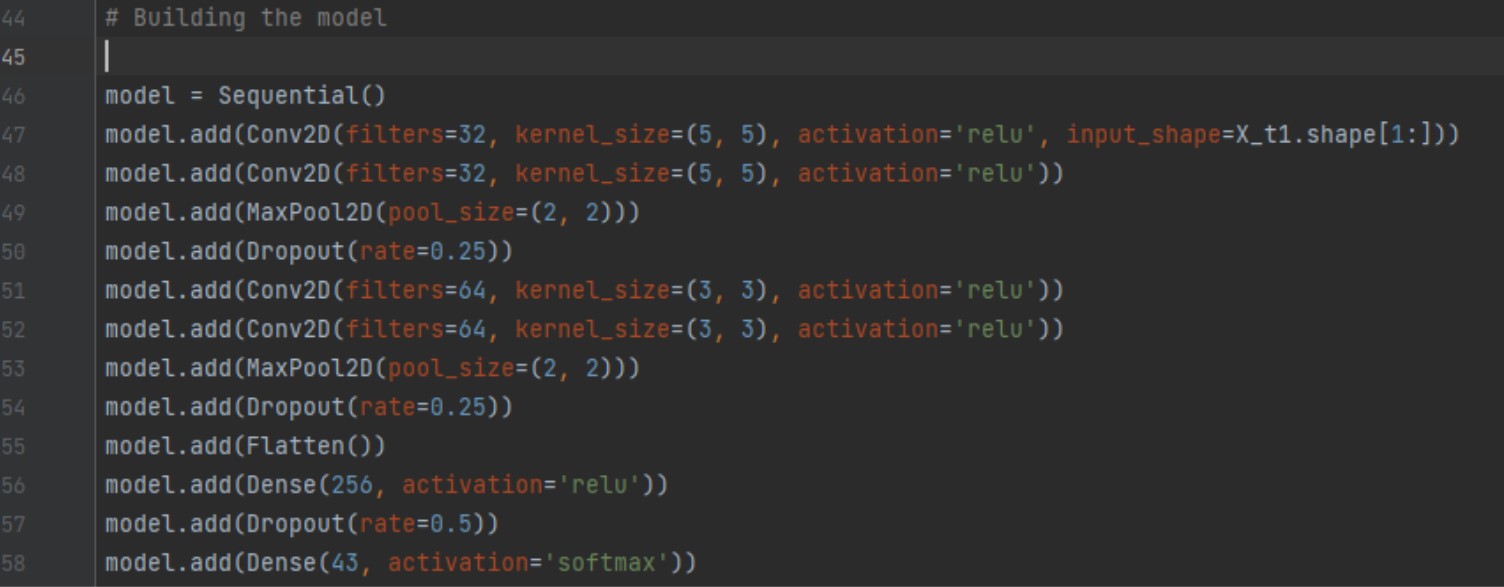 44 # Building the model
45
46 model = Sequential()
47 model.add(Conv2D(filters=32, kernel_size=(5, 5), activation='relu', input_shape=X_t1.shape[1:]))
48 model.add(Conv2D(filters=32, kernel_size=(5, 5), activation='relu'))
49 model.add(MaxPool2D(pool_size=(2, 2)))
50 model.add(Dropout(rate=0.25))
51 model.add(Conv2D(filters=64, kernel_size=(3, 3), activation='relu'))
52 model.add(Conv2D(filters=64, kernel_size=(3, 3), activation='relu'))
53 model.add(MaxPool2D(pool_size=(2, 2)))
54 model.add(Dropout(rate=0.25))
55 model.add(Flatten())
56 model.add(Dense(256, activation='relu'))
57 model.add(Dropout(rate=0.5))
58 model.add(Dense(43, activation='softmax'))